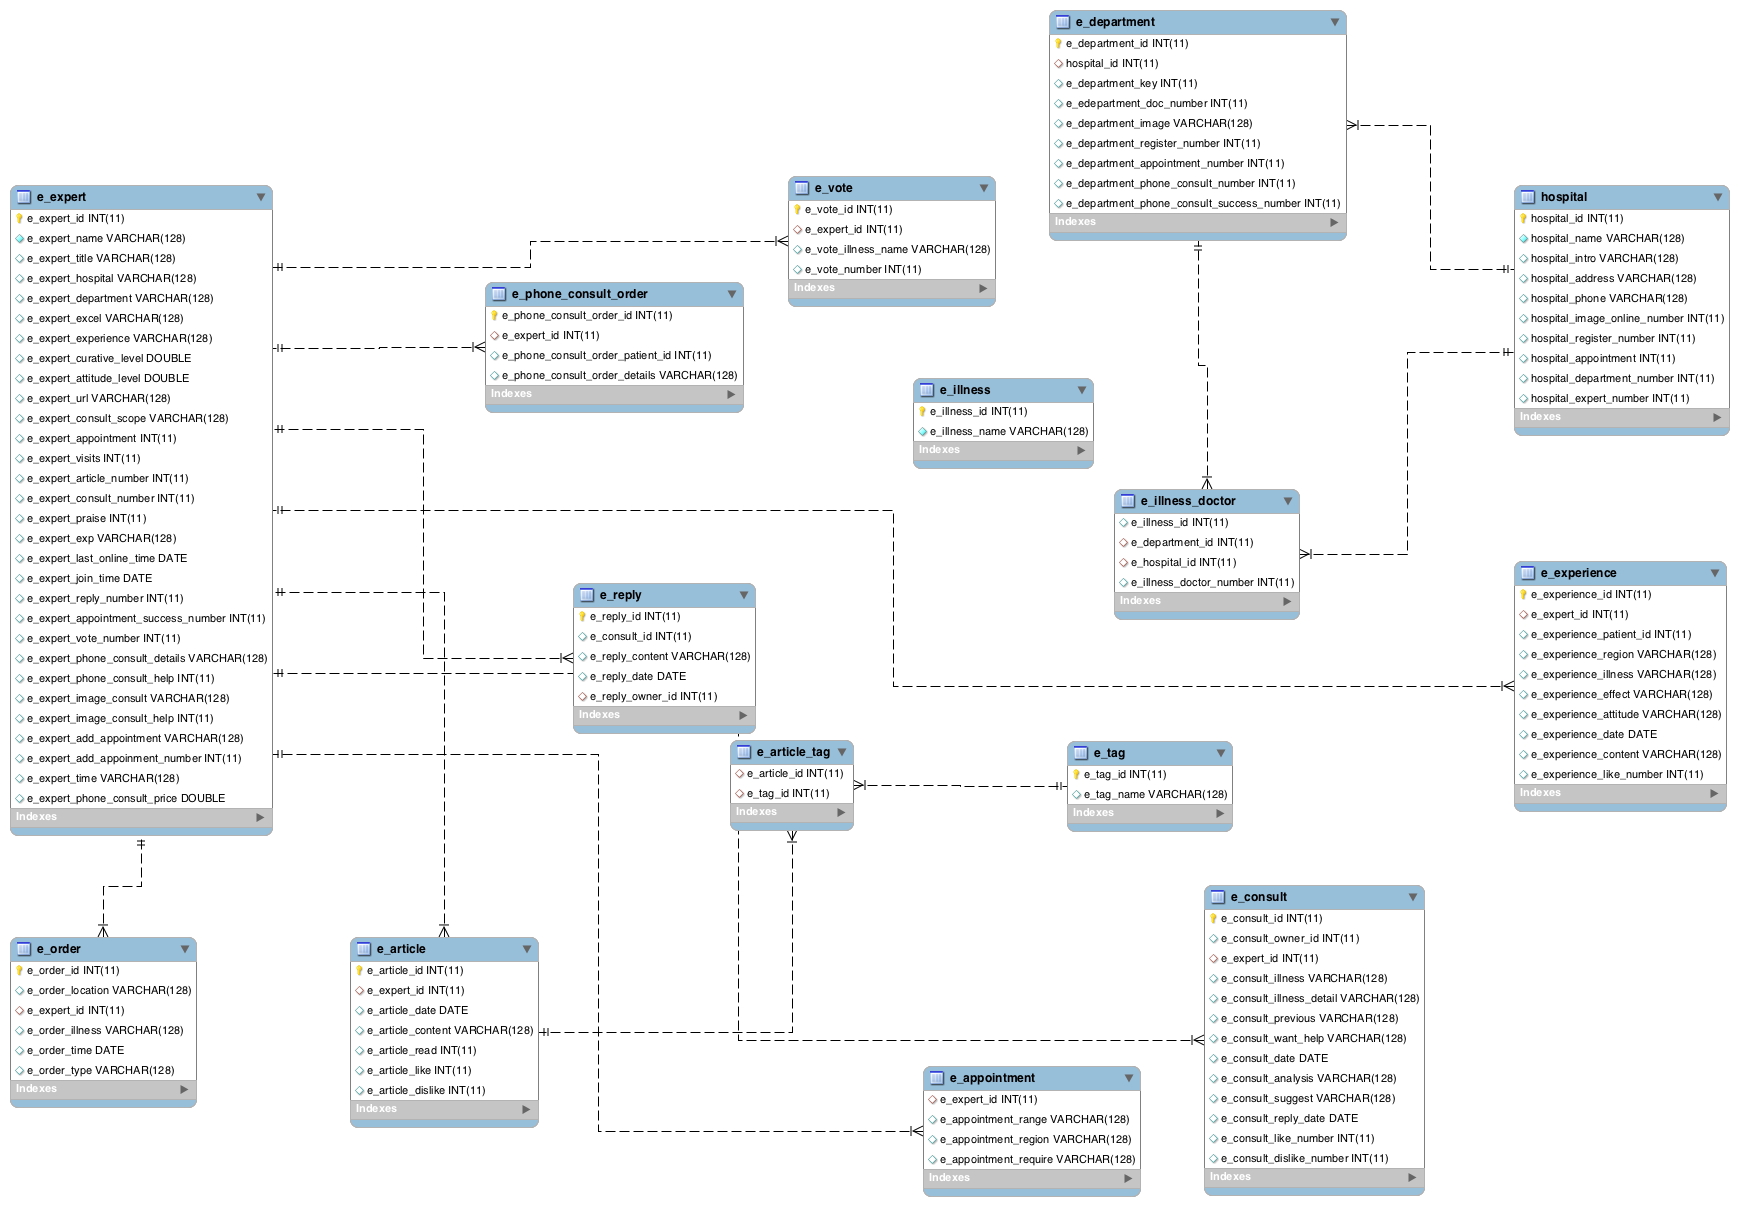 e_department
e_department_id INT(11)
hospital_id INT(11)
e_department_key INT(11)
e_edepartment_doc_number INT(11)
e_department_image VARCHAR(128)
e_department_register_number INT(11)
e_department_appointment_number INT(11)
e_department_phone_consult_number INT(11)
e_department_phone_consult_success_number INT(11)
Indexes
e_expert
e_expert_id INT(11)
e_expert_name VARCHAR(128)
e_expert_title VARCHAR(128)
e_expert_hospital VARCHAR(128)
e_expert_department VARCHAR(128)
e_expert_excel VARCHAR(128)
e_expert_experience VARCHAR(128)
e_expert_curative_level DOUBLE
e_expert_attitude_level DOUBLE
e_expert_url VARCHAR(128)
e_expert_consult_scope VARCHAR(128)
e_expert_appointment INT(11)
e_expert_visits INT(11)
e_expert_article_number INT(11)
e_expert_consult_number INT(11)
e_expert_praise INT(11)
e_expert_exp VARCHAR(128)
e_expert_last_online_time DATE
e_expert_join_time DATE
e_expert_reply_number INT(11)
e_expert_appointment_success_number INT(11)
e_expert_vote_number INT(11)
e_expert_phone_consult_details VARCHAR(128)
e_expert_phone_consult_help INT(11)
e_expert_image_consult VARCHAR(128)
e_expert_image_consult_help INT(11)
e_expert_add_appointment VARCHAR(128)
e_expert_add_appoinment_number INT(11)
e_expert_time VARCHAR(128)
e_expert_phone_consult_price DOUBLE
Indexes
e_vote
e_vote_id INT(11)
e_expert_id INT(11)
e_vote_illness_name VARCHAR(128)
e_vote_number INT(11)
Indexes
hospital
hospital_id INT(11)
hospital_name VARCHAR(128)
hospital_intro VARCHAR(128)
hospital_address VARCHAR(128)
hospital_phone VARCHAR(128)
hospital_image_online_number INT(11)
hospital_register_number INT(11)
hospital_appointment INT(11)
hospital_department_number INT(11)
hospital_expert_number INT(11)
Indexes
e_phone_consult_order
e_phone_consult_order_id INT(11)
e_expert_id INT(11)
e_phone_consult_order_patient_id INT(11)
e_phone_consult_order_details VARCHAR(128)
Indexes
e_illness
e_illness_id INT(11)
e_illness_name VARCHAR(128)
Indexes
e_illness_doctor
e_illness_id INT(11)
e_department_id INT(11)
e_hospital_id INT(11)
e_illness_doctor_number INT(11)
Indexes
e_experience
e_experience_id INT(11)
e_expert_id INT(11)
e_experience_patient_id INT(11)
e_experience_region VARCHAR(128)
e_experience_illness VARCHAR(128)
e_experience_effect VARCHAR(128)
e_experience_attitude VARCHAR(128)
e_experience_date DATE
e_experience_content VARCHAR(128)
e_experience_like_number INT(11)
Indexes
e_reply
e_reply_id INT(11)
e_consult_id INT(11)
e_reply_content VARCHAR(128)
e_reply_date DATE
e_reply_owner_id INT(11)
Indexes
e_article_tag
e_article_id INT(11)
e_tag_id INT(11)
Indexes
e_tag
e_tag_id INT(11)
e_tag_name VARCHAR(128)
Indexes
e_order
e_order_id INT(11)
e_order_location VARCHAR(128)
e_expert_id INT(11)
e_order_illness VARCHAR(128)
e_order_time DATE
e_order_type VARCHAR(128)
Indexes
e_article
e_article_id INT(11)
e_expert_id INT(11)
e_article_date DATE
e_article_content VARCHAR(128)
e_article_read INT(11)
e_article_like INT(11)
e_article_dislike INT(11)
Indexes
e_consult
e_consult_id INT(11)
e_consult_owner_id INT(11)
e_expert_id INT(11)
e_consult_illness VARCHAR(128)
e_consult_illness_detail VARCHAR(128)
e_consult_previous VARCHAR(128)
e_consult_want_help VARCHAR(128)
e_consult_date DATE
e_consult_analysis VARCHAR(128)
e_consult_suggest VARCHAR(128)
e_consult_reply_date DATE
e_consult_like_number INT(11)
e_consult_dislike_number INT(11)
Indexes
e_appointment
e_expert_id INT(11)
e_appointment_range VARCHAR(128)
e_appointment_region VARCHAR(128)
e_appointment_require VARCHAR(128)
Indexes